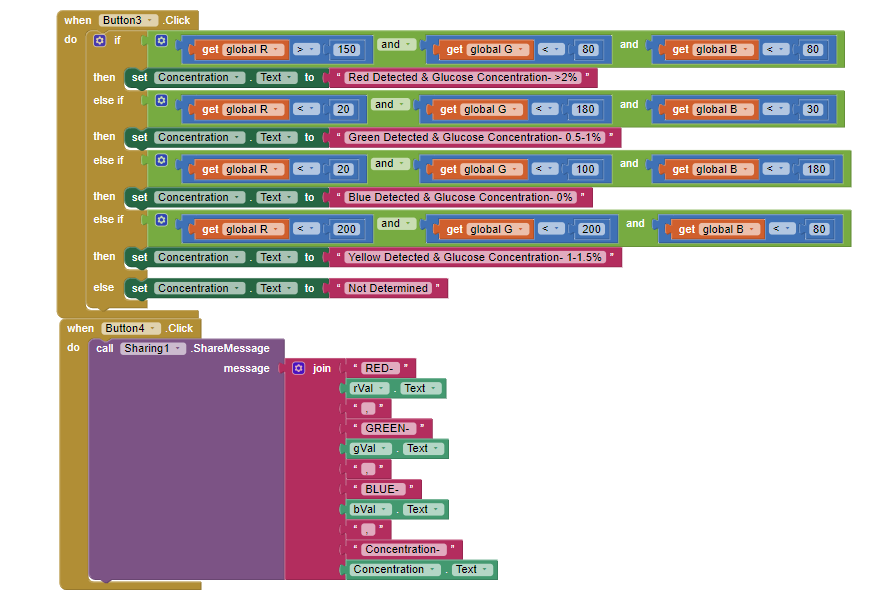 when Button3 .Click
do if get global R > 150 and get global G < 80 and get global B < 80
then set Concentration . Text to " Red Detected & Glucose Concentration- >2% "
else if get global R < 20 and get global G < 180 and get global B < 30
then set Concentration . Text to " Green Detected & Glucose Concentration- 0.5-1% "
else if get global R < 20 and get global G < 100 and get global B < 180
then set Concentration . Text to " Blue Detected & Glucose Concentration- 0% "
else if get global R < 200 and get global G < 200 and get global B < 80
then set Concentration . Text to " Yellow Detected & Glucose Concentration- 1-1.5% "
else set Concentration . Text to " Not Determined "
when Button4 .Click
do call Sharing1 .ShareMessage
message join " RED- "
rVal . Text
" , "
" GREEN- "
gVal . Text
" , "
" BLUE- "
bVal . Text
" , "
" Concentration- "
Concentration . Text